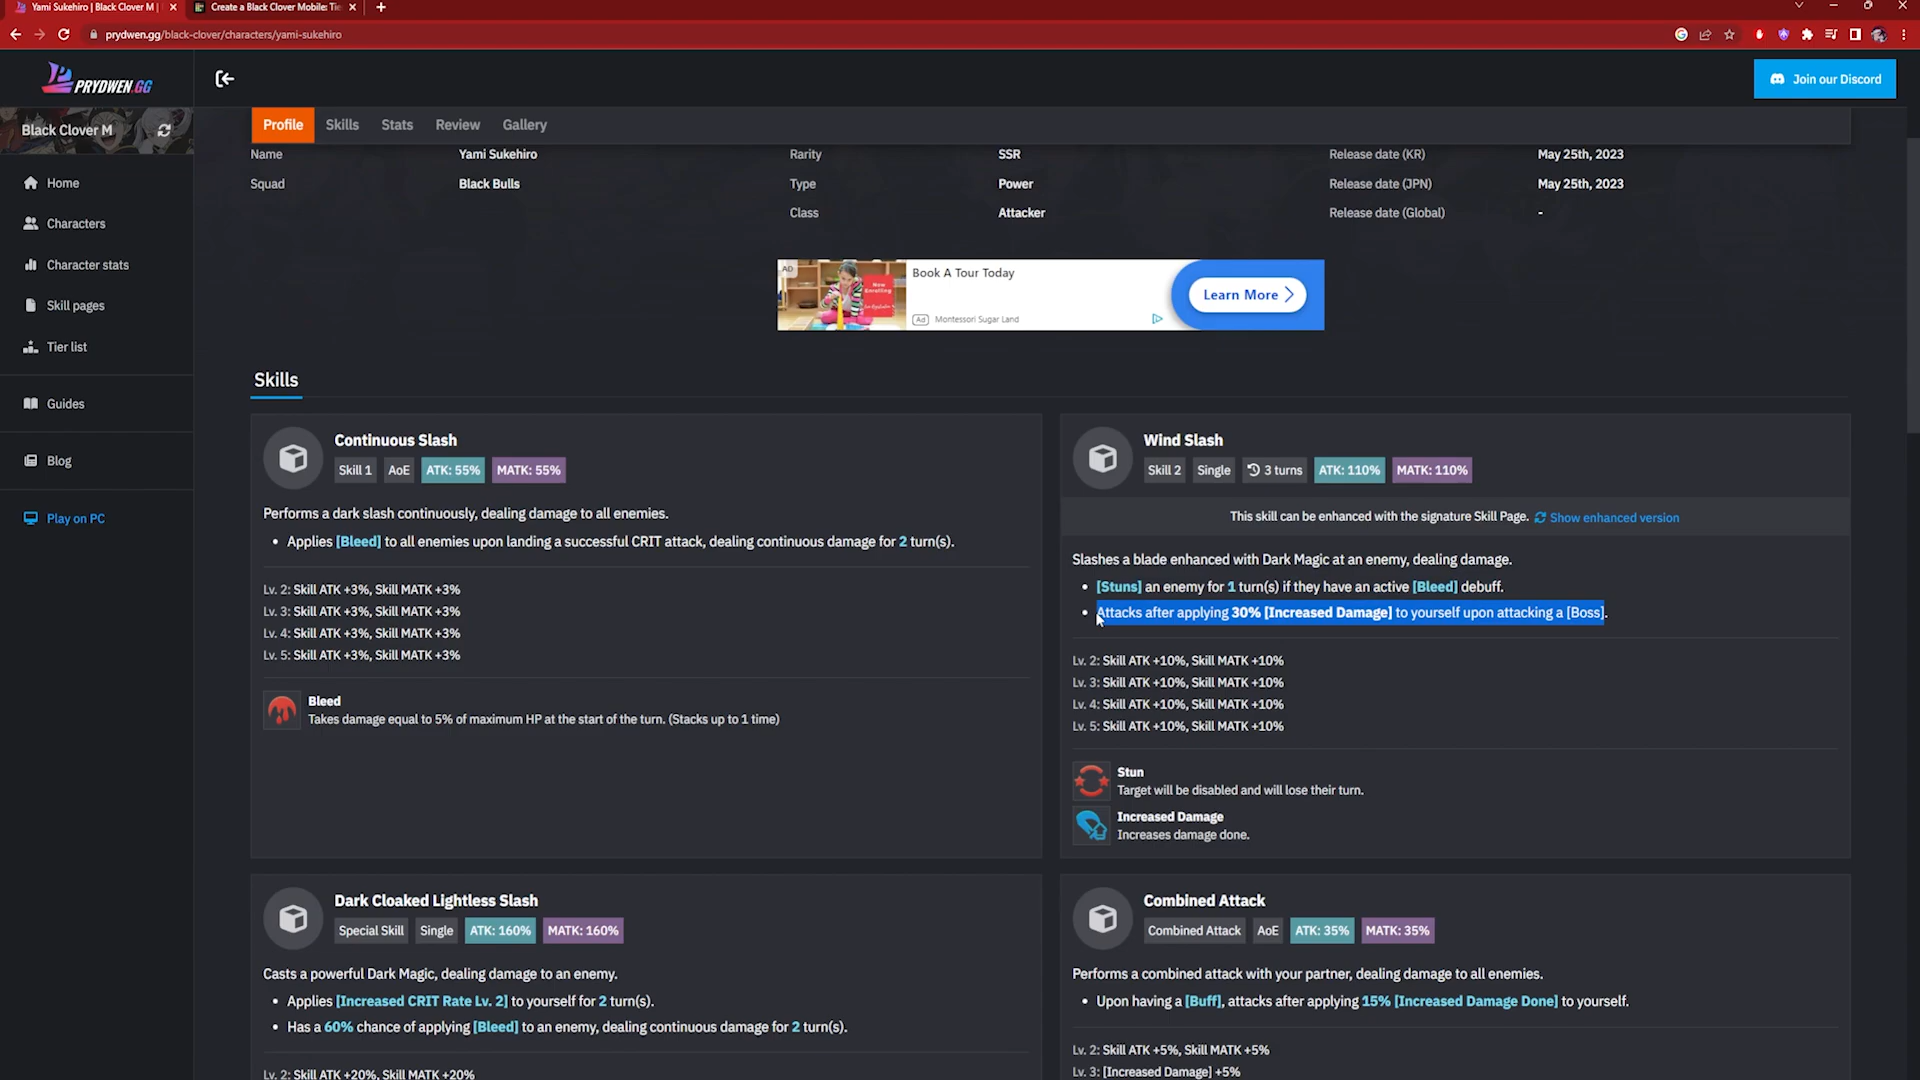 Yami Sukehiro | Black Clover M |
Create a Black Clover Mobile: Tie
prydwen.gg/black-clover/characters/yami-sukehiro
PRYDWEN.GG
Join our Discord
Black Clover M
Profile Skills Stats Review Gallery
Name Yami Sukehiro Rarity SSR Release date (KR) May 25th, 2023
Squad Black Bulls Type Power Release date (JPN) May 25th, 2023
Class Attacker Release date (Global) -
Home
Characters
Character stats
Skill pages
Tier list
Guides
Blog
Play on PC
AD
Now Enrolling
Book A Tour Today
Learn More
Ad Montessori Sugar Land
Skills
Continuous Slash
Skill 1 AoE ATK: 55% MATK: 55%
Performs a dark slash continuously, dealing damage to all enemies.
• Applies [Bleed] to all enemies upon landing a successful CRIT attack, dealing continuous damage for 2 turn(s).
Lv. 2: Skill ATK +3%, Skill MATK +3%
Lv. 3: Skill ATK +3%, Skill MATK +3%
Lv. 4: Skill ATK +3%, Skill MATK +3%
Lv. 5: Skill ATK +3%, Skill MATK +3%
Bleed
Takes damage equal to 5% of maximum HP at the start of the turn. (Stacks up to 1 time)
Wind Slash
Skill 2 Single 3 turns ATK: 110% MATK: 110%
This skill can be enhanced with the signature Skill Page. Show enhanced version
Slashes a blade enhanced with Dark Magic at an enemy, dealing damage.
• [Stuns] an enemy for 1 turn(s) if they have an active [Bleed] debuff.
• Attacks after applying 30% [Increased Damage] to yourself upon attacking a [Boss].
Lv. 2: Skill ATK +10%, Skill MATK +10%
Lv. 3: Skill ATK +10%, Skill MATK +10%
Lv. 4: Skill ATK +10%, Skill MATK +10%
Lv. 5: Skill ATK +10%, Skill MATK +10%
Stun
Target will be disabled and will lose their turn.
Increased Damage
Increases damage done.
Dark Cloaked Lightless Slash
Special Skill Single ATK: 160% MATK: 160%
Casts a powerful Dark Magic, dealing damage to an enemy.
• Applies [Increased CRIT Rate Lv. 2] to yourself for 2 turn(s).
• Has a 60% chance of applying [Bleed] to an enemy, dealing continuous damage for 2 turn(s).
Lv. 2: Skill ATK +20%, Skill MATK +20%
Combined Attack
Combined Attack AoE ATK: 35% MATK: 35%
Performs a combined attack with your partner, dealing damage to all enemies.
• Upon having a [Buff], attacks after applying 15% [Increased Damage Done] to yourself.
Lv. 2: Skill ATK +5%, Skill MATK +5%
Lv. 3: [Increased Damage] +5%